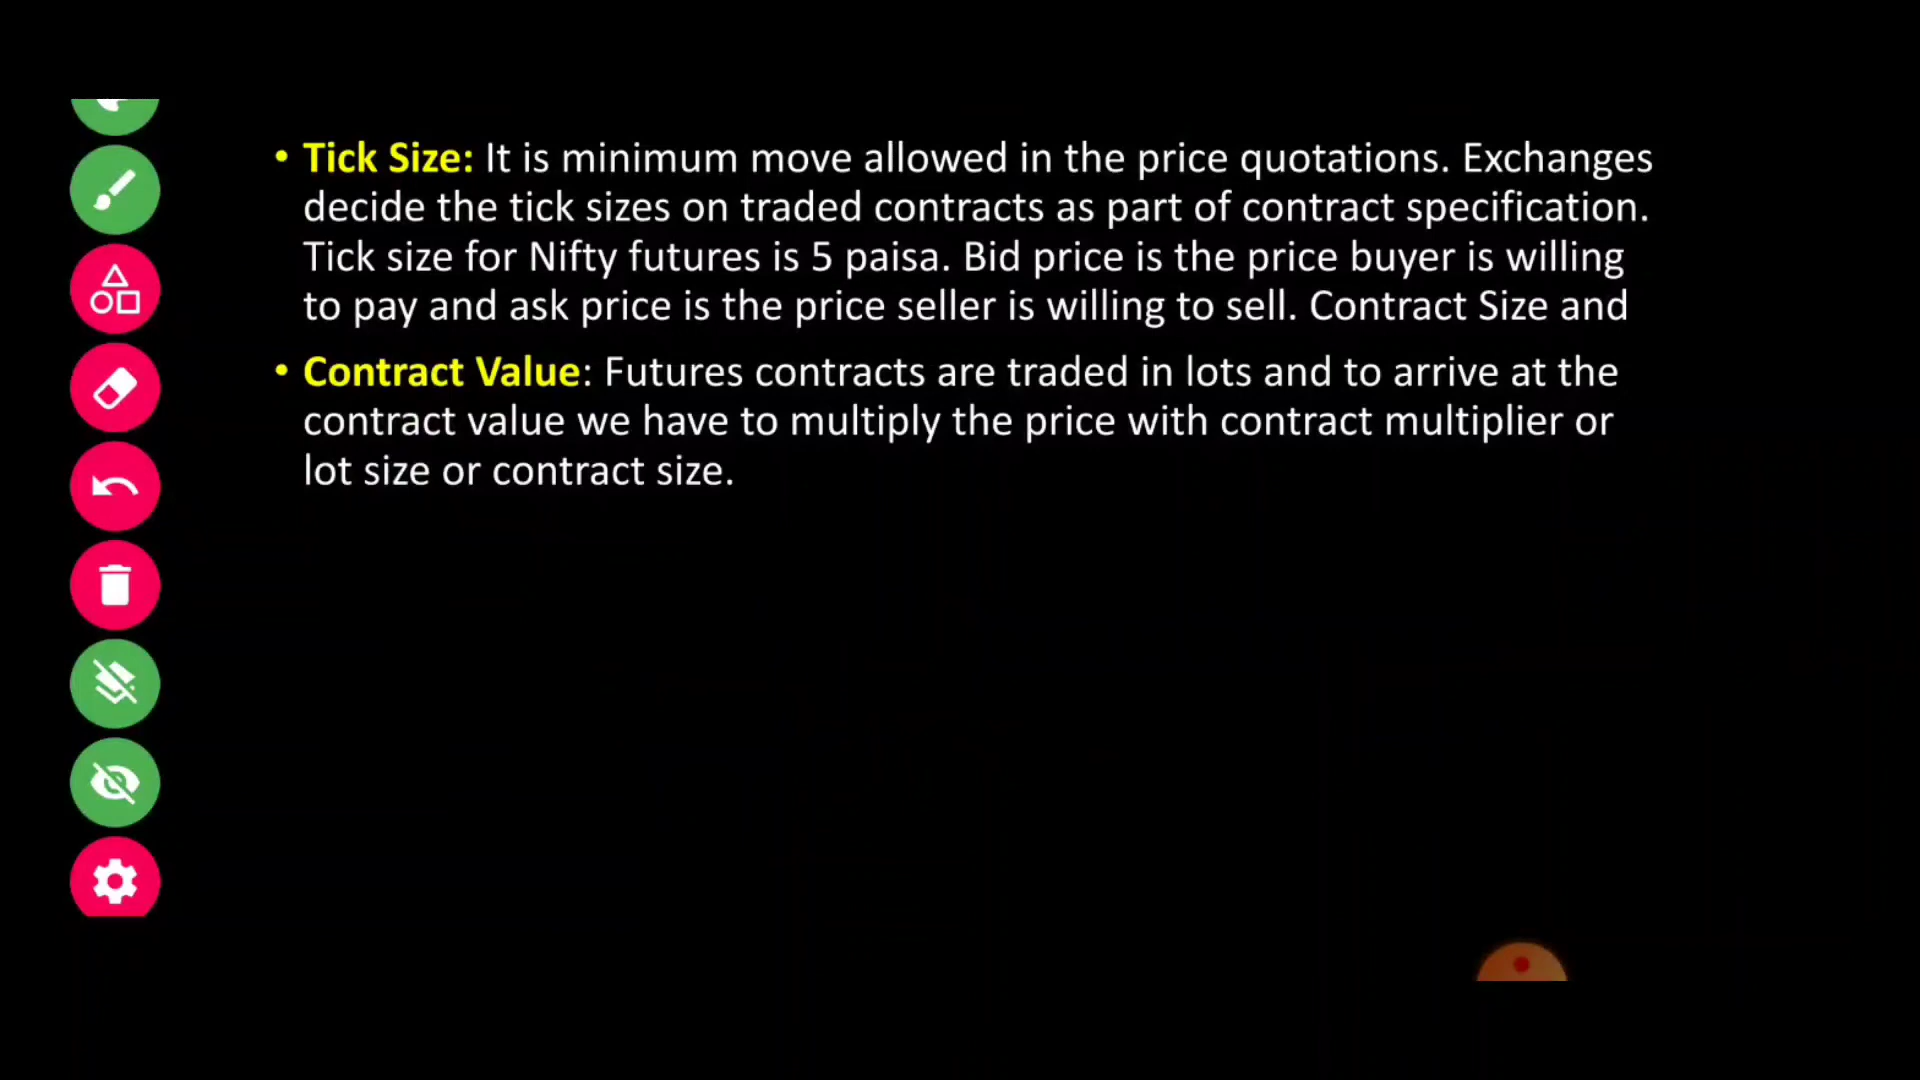 • Tick Size: It is minimum move allowed in the price quotations. Exchanges
decide the tick sizes on traded contracts as part of contract specification.
Tick size for Nifty futures is 5 paisa. Bid price is the price buyer is willing
to pay and ask price is the price seller is willing to sell. Contract Size and
• Contract Value: Futures contracts are traded in lots and to arrive at the
contract value we have to multiply the price with contract multiplier or
lot size or contract size.